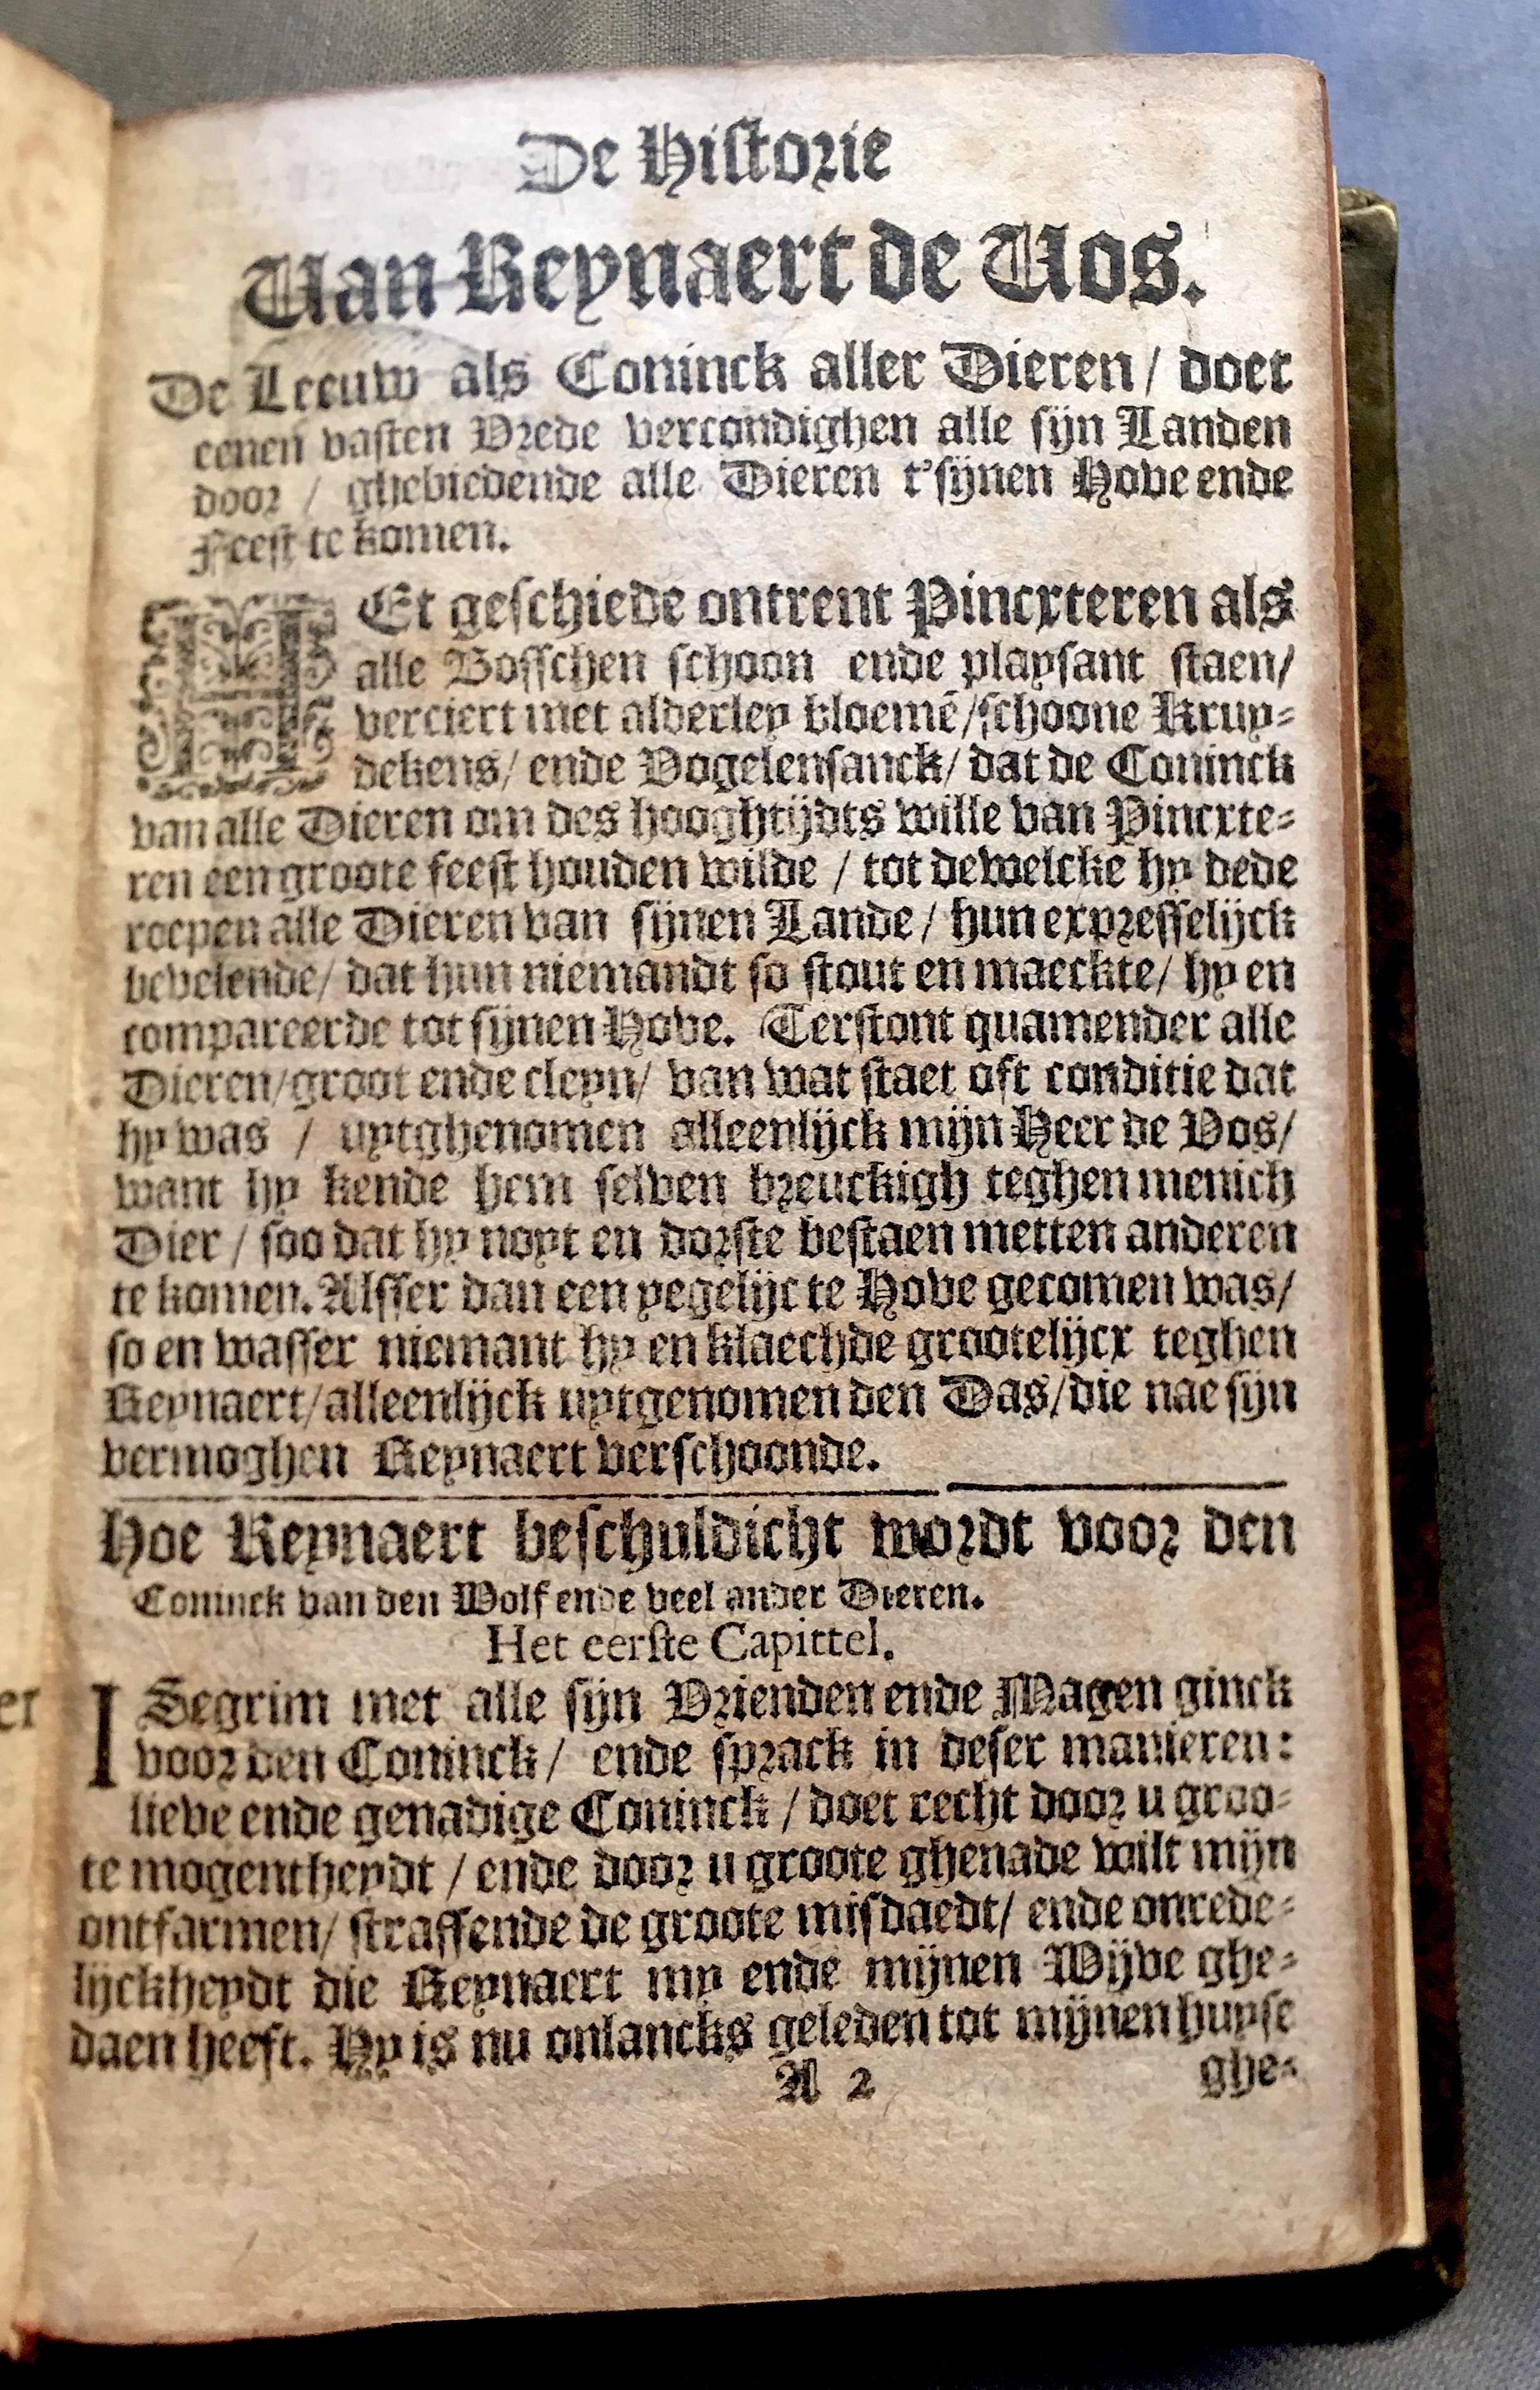 De Historie
Van Reynaert de Vos.
De Leeuw als Coninck aller Dieren / doet
eenen vasten Vrede vercondighen alle sijn Landen
door / ghebiedende alle Dieren t'sijnen Hove ende
Feest te komen.
HEt geschiede ontrent Pincxteren als
alle Bosschen schoon ende playsant staen/
verciert met alderley bloemē/schoone Kruy-
dekens/ ende Vogelensanck/ dat de Coninck
van alle Dieren om des hooghtijdts wille van Pincxte-
ren een groote feest houden wilde / tot dewelcke hy dede
roepen alle Dieren van sijnen Lande / hun expresselijck
bevelende/ dat hun niemandt so stout en maeckte/ hy en
compareerde tot sijnen Hove. Terstont quamender alle
Dieren/groot ende cleyn/ van wat staet oft conditie dat
hy was / uytghenomen alleenlijck mijn Heer de Vos/
want hy kende hem selven breuckigh teghen menich
Dier / soo dat hy noyt en dorste bestaen metten anderen
te komen. Alsser dan een yegelijc te Hove gecomen was/
so en wasser niemant hy en klaechde grootelijcx teghen
Reynaert/alleenlijck uytgenomen den Das/die nae sijn
vermoghen Reynaert verschoonde.
Hoe Reynaert beschuldicht wordt voor den
Coninck van den Wolf ende veel ander Dieren.
Het eerste Capittel.
ISegrim met alle sijn Vrienden ende Magen ginck
voor den Coninck/ ende sprack in deser manieren:
lieve ende genadige Coninck / doet recht door u groo-
te mogentheydt / ende door u groote ghenade wilt mijn
ontfarmen/ straffende de groote misdaedt/ ende onrede-
lijckheydt die Reynaert my ende mijnen Wijve ghe-
daen heeft. Hy is nu onlancks geleden tot mijnen huyse
A 2 ghe-